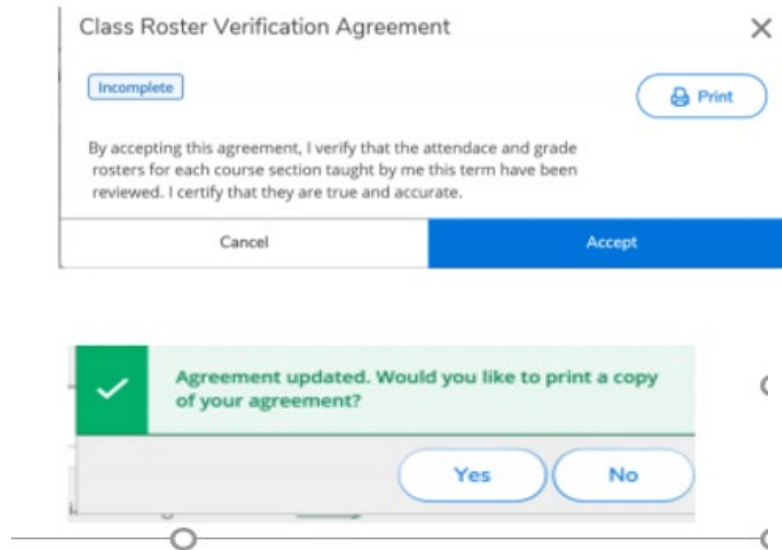 Class Roster Verification Agreement
Incomplete
Print
By accepting this agreement, I verify that the attendace and grade
rosters for each course section taught by me this term have been
reviewed. I certify that they are true and accurate.
Cancel
Accept
Agreement updated. Would you like to print a copy
of your agreement?
Yes
No